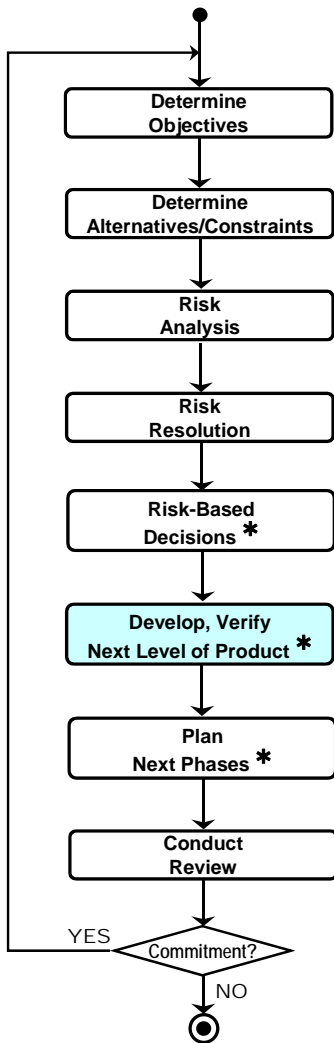 Determine
Objectives
Determine
Alternatives/Constraints
Risk
Analysis
Risk
Resolution
Risk-Based
Decisions *
Develop, Verify
Next Level of Product *
Plan
Next Phases *
Conduct
Review
YES
Commitment?
NO